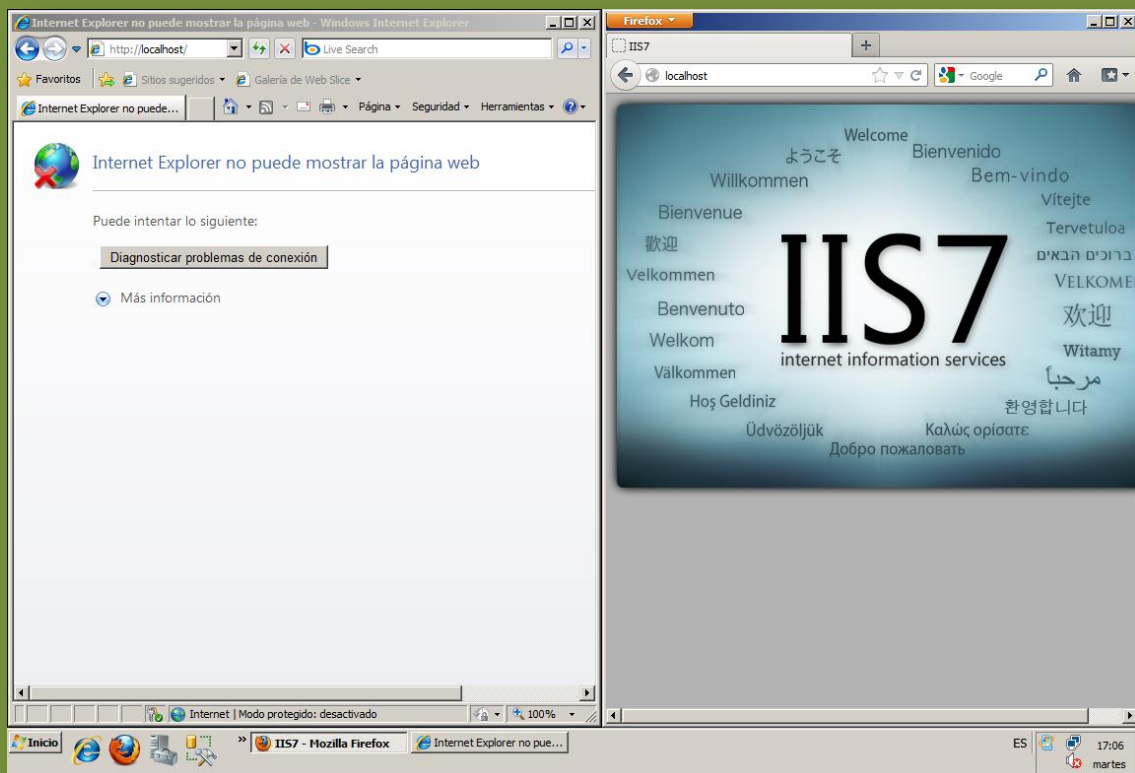 Internet Explorer no puede mostrar la página web - Windows Internet Explorer
http://localhost/
Live Search
Favoritos
Sitios sugeridos
Galería de Web Slice
Internet Explorer no puede...
Página
Seguridad
Herramientas
Internet Explorer no puede mostrar la página web
Puede intentar lo siguiente:
Diagnosticar problemas de conexión
Más información
Internet | Modo protegido: desactivado
100%
Firefox
IIS7
localhost
Google
Welcome
ようこそ
Bienvenido
Willkommen
Bem-vindo
Vítejte
Bienvenue
Tervetuloa
歡迎
ברוכים הבאים
Velkommen
VELKOME
Benvenuto
欢迎
Welkom
Witamy
Välkommen
مرحباً
Hoş Geldiniz
환영합니다
Üdvözöljük
Καλώς ορίσατε
Добро пожаловать
IIS7
internet information services
Inicio
»
IIS7 - Mozilla Firefox
Internet Explorer no pue...
ES
17:06
martes